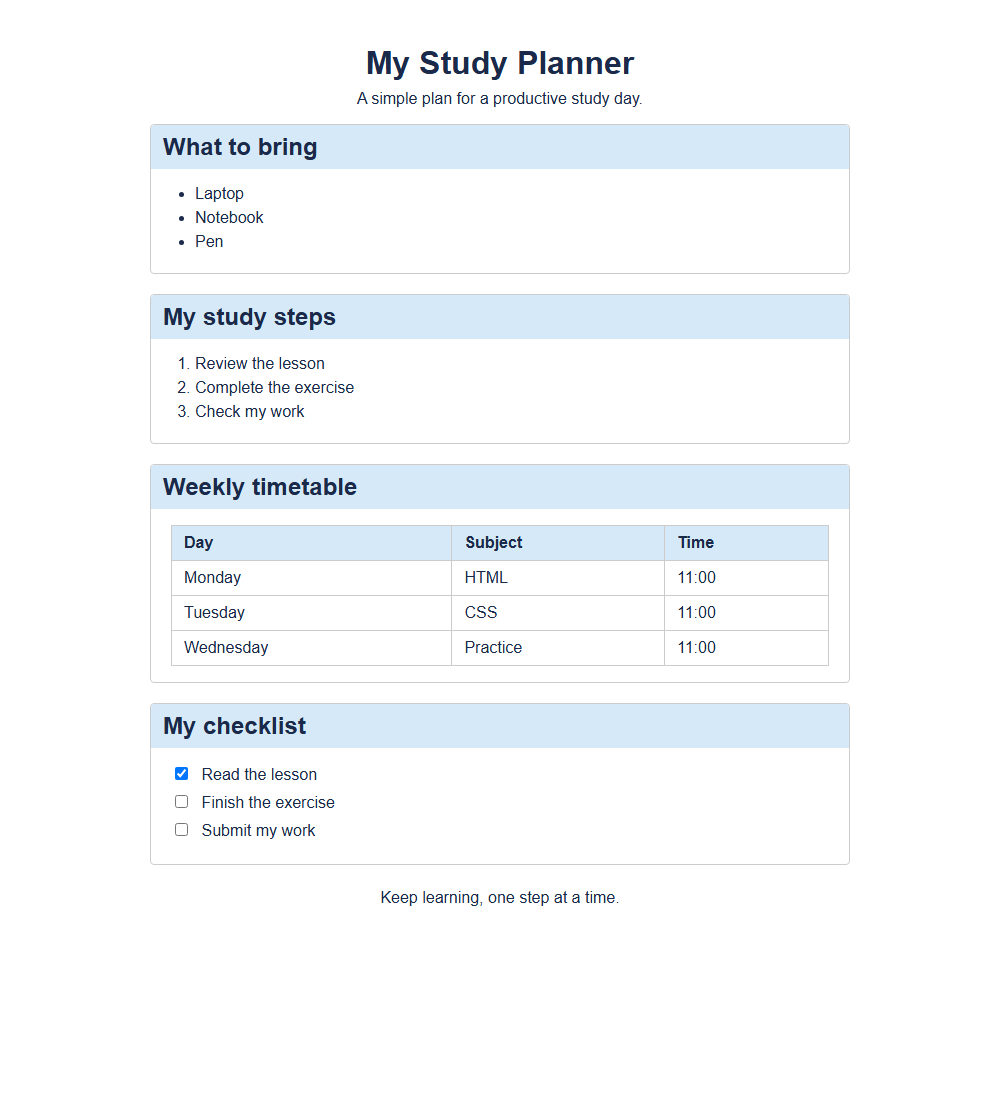 My Study Planner
A simple plan for a productive study day.
What to bring
• Laptop
• Notebook
• Pen
My study steps
1. Review the lesson
2. Complete the exercise
3. Check my work
Weekly timetable
Day Subject Time
Monday HTML 11:00
Tuesday CSS 11:00
Wednesday Practice 11:00
My checklist
Read the lesson
Finish the exercise
Submit my work
Keep learning, one step at a time.